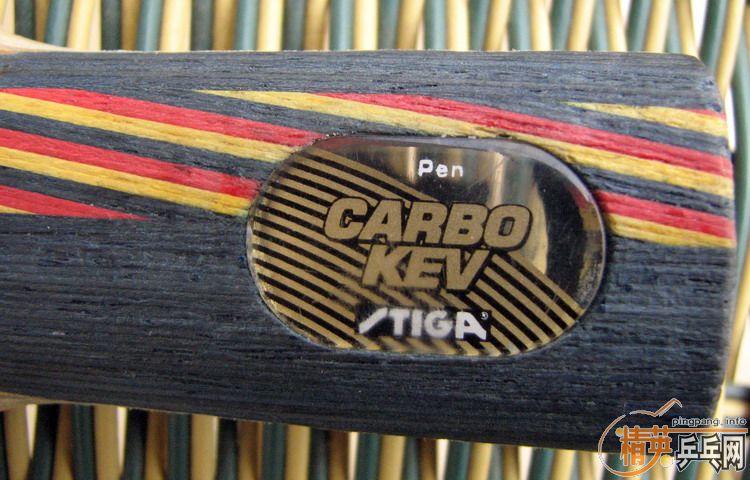 Pen
CARBO
KEV
STIGA®
pingpang.info
精英乒乓网